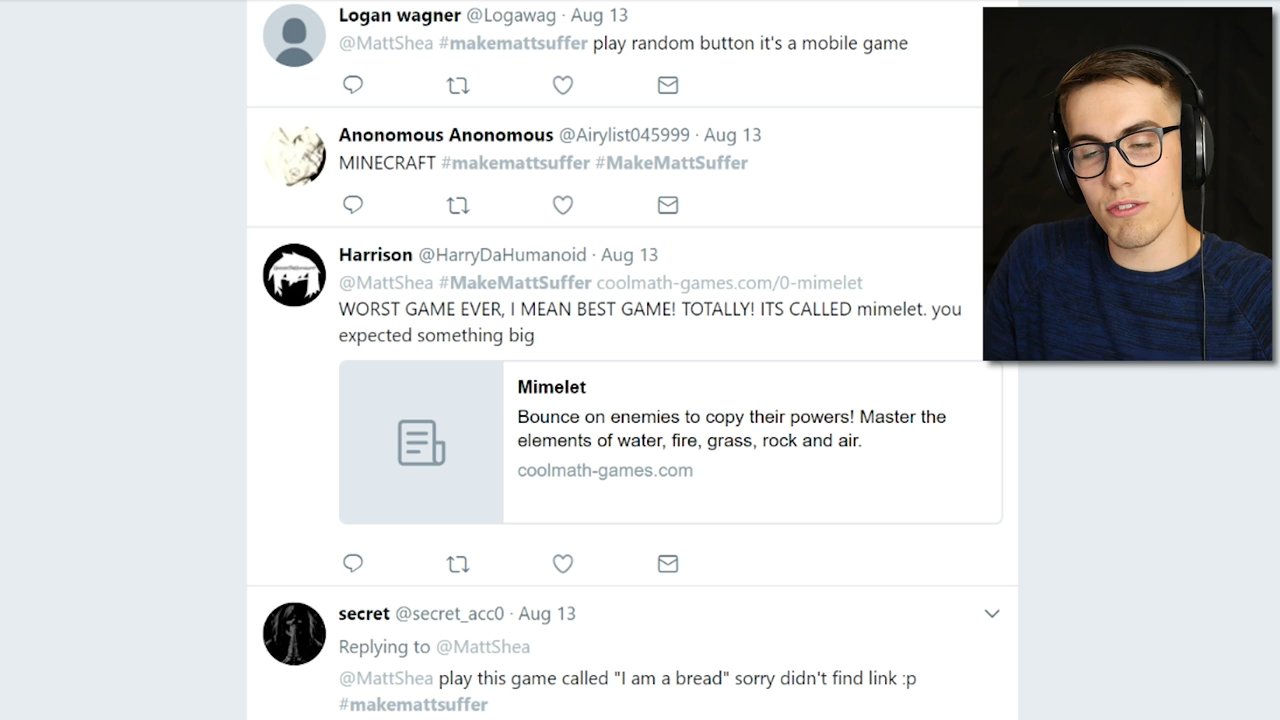 Logan wagner @Logawag · Aug 13
@MattShea #makemattsuffer play random button it's a mobile game
Anonomous Anonomous @Airylist045999 · Aug 13
MINECRAFT #makemattsuffer #MakeMattSuffer
Harrison @HarryDaHumanoid · Aug 13
@MattShea #MakeMattSuffer coolmath-games.com/0-mimelet
WORST GAME EVER, I MEAN BEST GAME! TOTALLY! ITS CALLED mimelet. you
expected something big
Mimelet
Bounce on enemies to copy their powers! Master the
elements of water, fire, grass, rock and air.
coolmath-games.com
secret @secret_acc0 · Aug 13
Replying to @MattShea
@MattShea play this game called "I am a bread" sorry didn't find link :p
#makemattsuffer